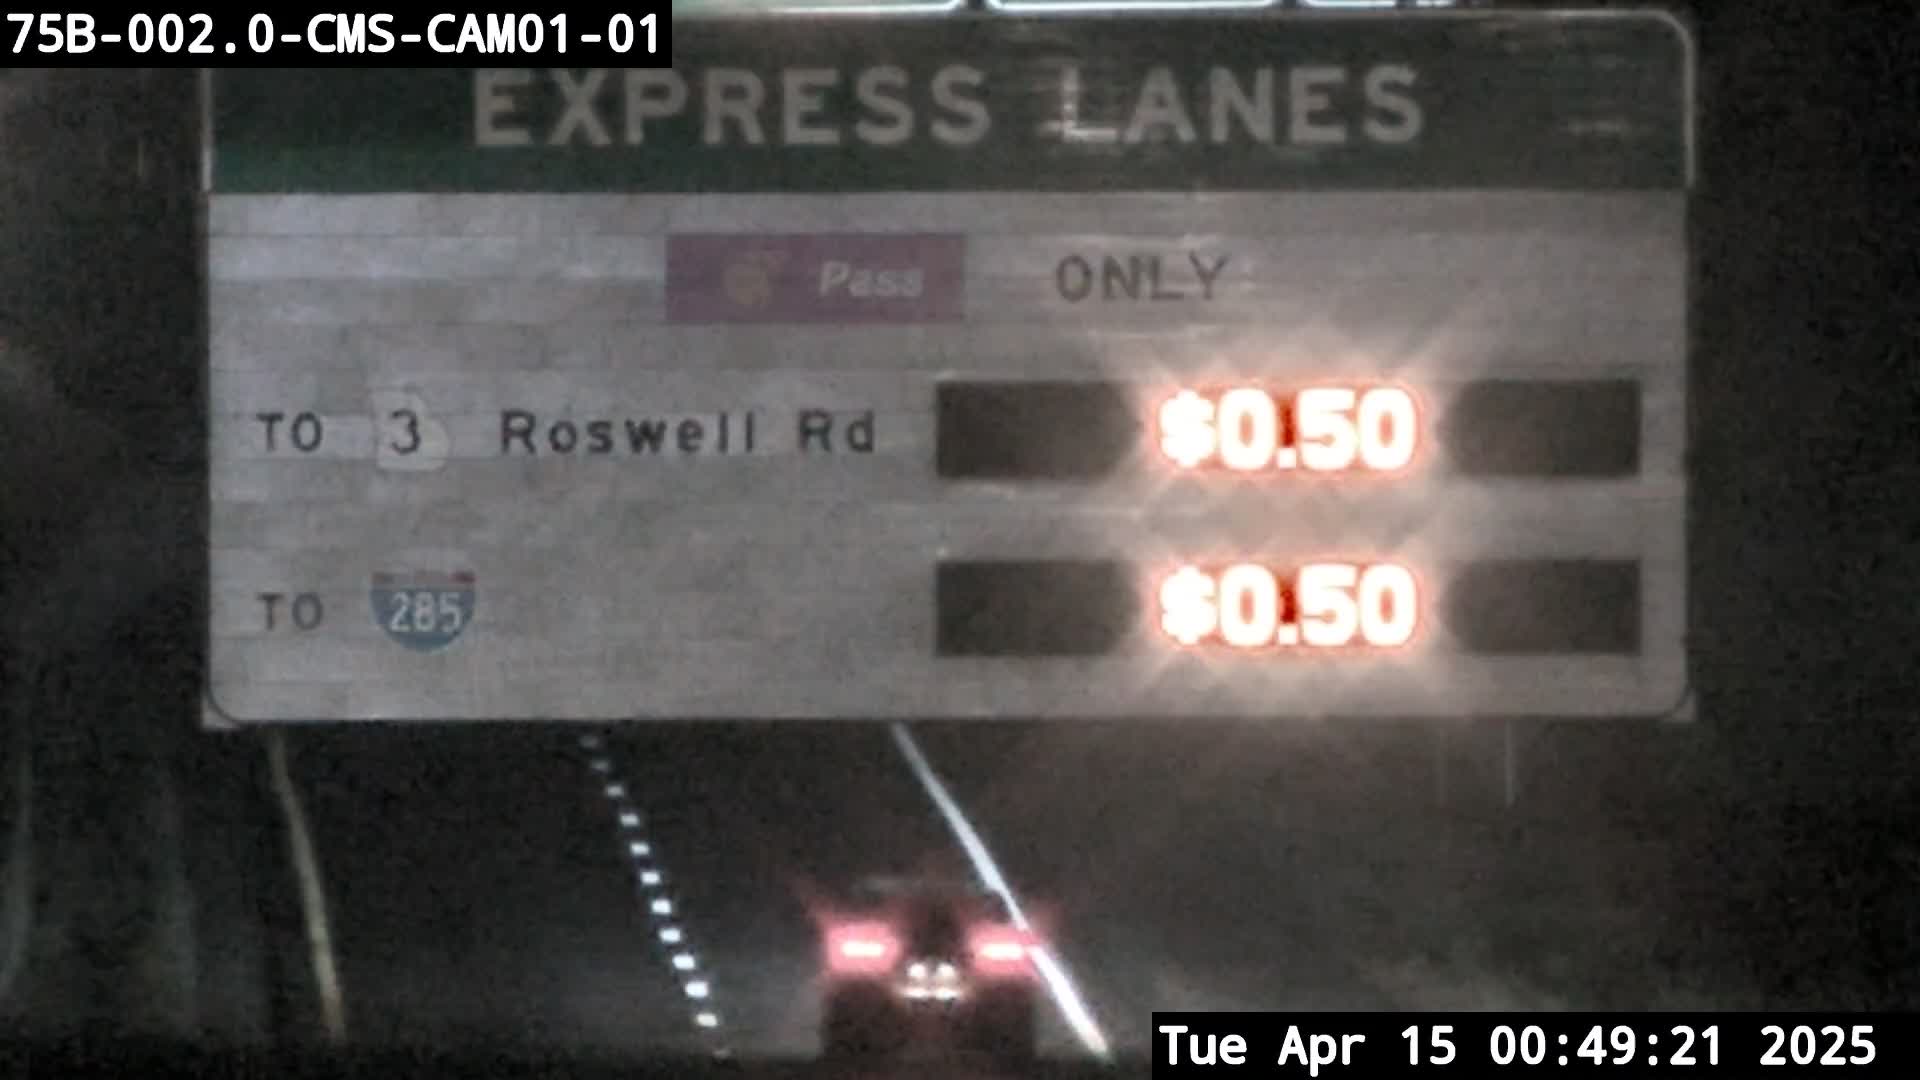 75B-002.0-CMS-CAM01-01
EXPRESS LANES
Pass ONLY
TO 3 Roswell Rd $0.50
TO 285 $0.50
Tue Apr 15 00:49:21 2025